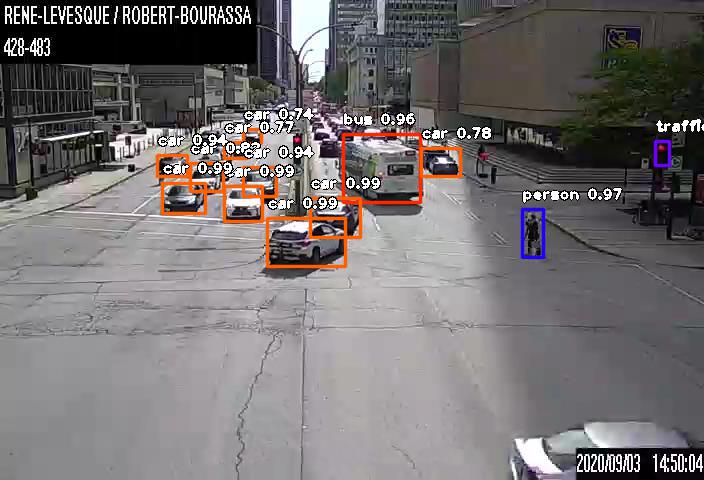 RENE-LEVESQUE / ROBERT-BOURASSA
428-483
car 0.74
bus 0.96
car 0.77
traffic
car 0.78
car 0.94
car 0.94
car 0.99
car 0.99
car 0.99
person 0.97
car 0.99
2020/09/03 14:50:04